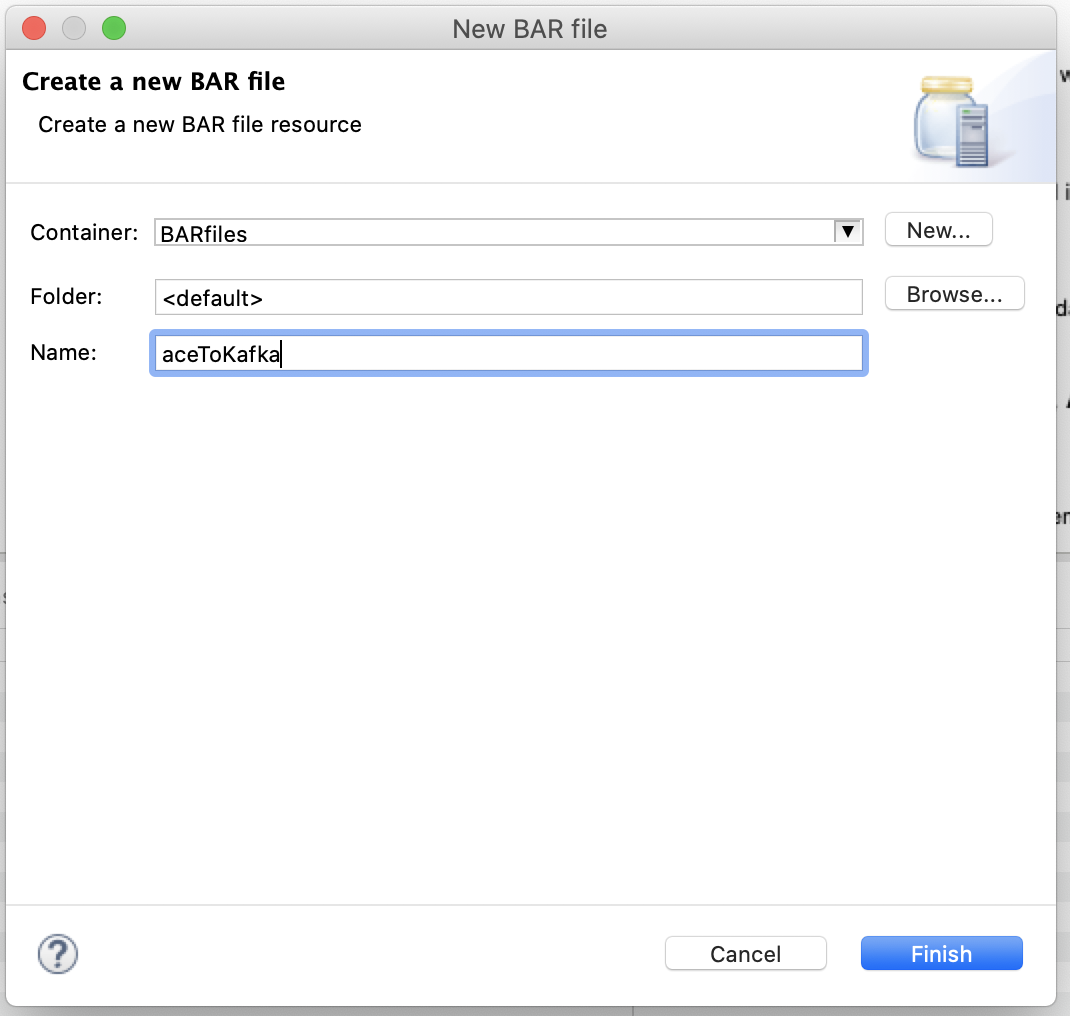 New BAR file
Create a new BAR file
Create a new BAR file resource
Container: BARfiles New...
Folder: <default> Browse...
Name: aceToKafka
? Cancel Finish